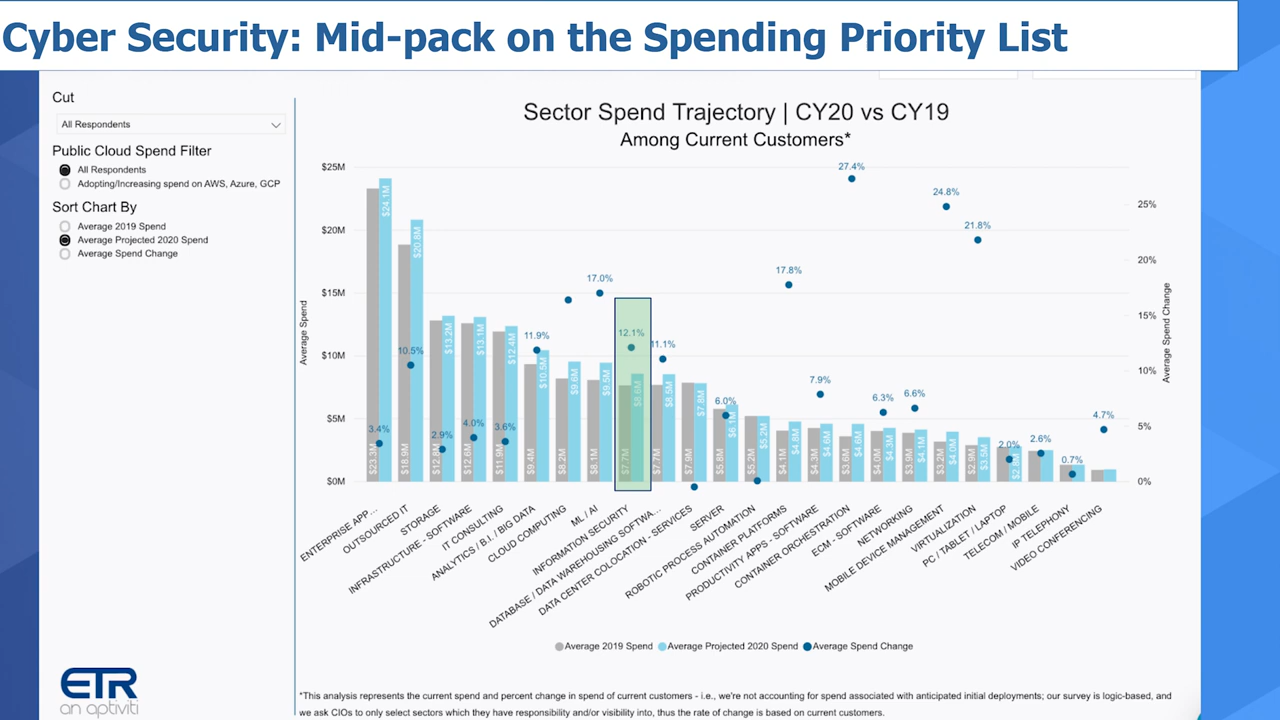 Cyber Security: Mid-pack on the Spending Priority List
Cut
All Respondents
Public Cloud Spend Filter
All Respondents
Adopting/Increasing spend on AWS, Azure, GCP
Sort Chart By
Average 2019 Spend
Average Projected 2020 Spend
Average Spend Change
Sector Spend Trajectory | CY20 vs CY19
Among Current Customers*
Average Spend
$25M
$20M
$15M
$10M
$5M
$0M
25%
20%
15%
10%
5%
0%
Average Spend Change
3.4%
10.5%
2.9%
4.0%
3.6%
11.9%
17.0%
12.1%
11.1%
6.0%
17.8%
7.9%
27.4%
6.3%
6.6%
24.8%
21.8%
2.0%
2.6%
0.7%
4.7%
$23.3M
$24.1M
$18.9M
$20.8M
$12.8M
$13.2M
$12.6M
$13.1M
$11.9M
$12.4M
$9.4M
$10.5M
$8.2M
$9.6M
$8.1M
$9.5M
$7.7M
$8.6M
$7.7M
$8.5M
$7.9M
$7.8M
$5.8M
$6.1M
$5.2M
$5.2M
$4.1M
$4.8M
$4.3M
$4.6M
$3.6M
$4.6M
$4.0M
$4.3M
$3.9M
$4.1M
$3.2M
$4.0M
$2.9M
$3.5M
$2.8M
ENTERPRISE APP...
OUTSOURCED IT
STORAGE
INFRASTRUCTURE - SOFTWARE
IT CONSULTING
ANALYTICS / B.I. / BIG DATA
CLOUD COMPUTING
ML / AI
INFORMATION SECURITY
DATABASE / DATA WAREHOUSING SOFTWA...
DATA CENTER COLOCATION - SERVICES
SERVER
ROBOTIC PROCESS AUTOMATION
CONTAINER PLATFORMS
PRODUCTIVITY APPS - SOFTWARE
CONTAINER ORCHESTRATION
ECM - SOFTWARE
NETWORKING
MOBILE DEVICE MANAGEMENT
VIRTUALIZATION
PC / TABLET / LAPTOP
TELECOM / MOBILE
IP TELEPHONY
VIDEO CONFERENCING
Average 2019 Spend Average Projected 2020 Spend Average Spend Change
ETR
an aptiviti
*This analysis represents the current spend and percent change in spend of current customers - i.e., we're not accounting for spend associated with anticipated initial deployments; our survey is logic-based, and
we ask CIOs to only select sectors which they have responsibility and/or visibility into, thus the rate of change is based on current customers.